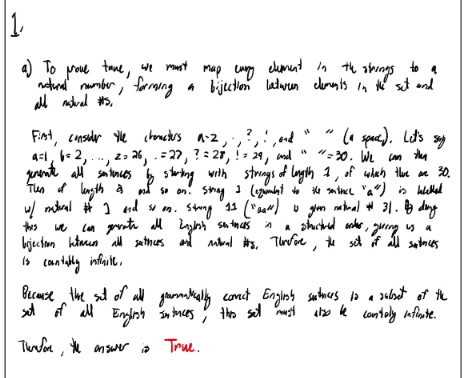 1.
a) To prove true, we must map every element in the strings to a
natural number, forming a bijection between elements in the set and
all natural #s.
First, consider the characters a-z, ., ?, !, and " " (a space). Let's say
a=1, b=2, ..., z=26, .=27, ?=28, !=29, and " "=30. We can then
generate all sentences by starting with strings of length 1, of which there are 30.
Then of length 2 and so on. String 1 (equivalent to the sentence "a") is labelled
w/ natural # 1 and so on. String 11 ("aa") is given natural # 31. By doing
this we can generate all English sentences in a structured order, giving us a
bijection between all sentences and natural #s. Therefore, the set of all sentences
is countably infinite.
Because the set of all grammatically correct English sentences is a subset of the
set of all English sentences, this set must also be countably infinite.
Therefore, the answer is True.